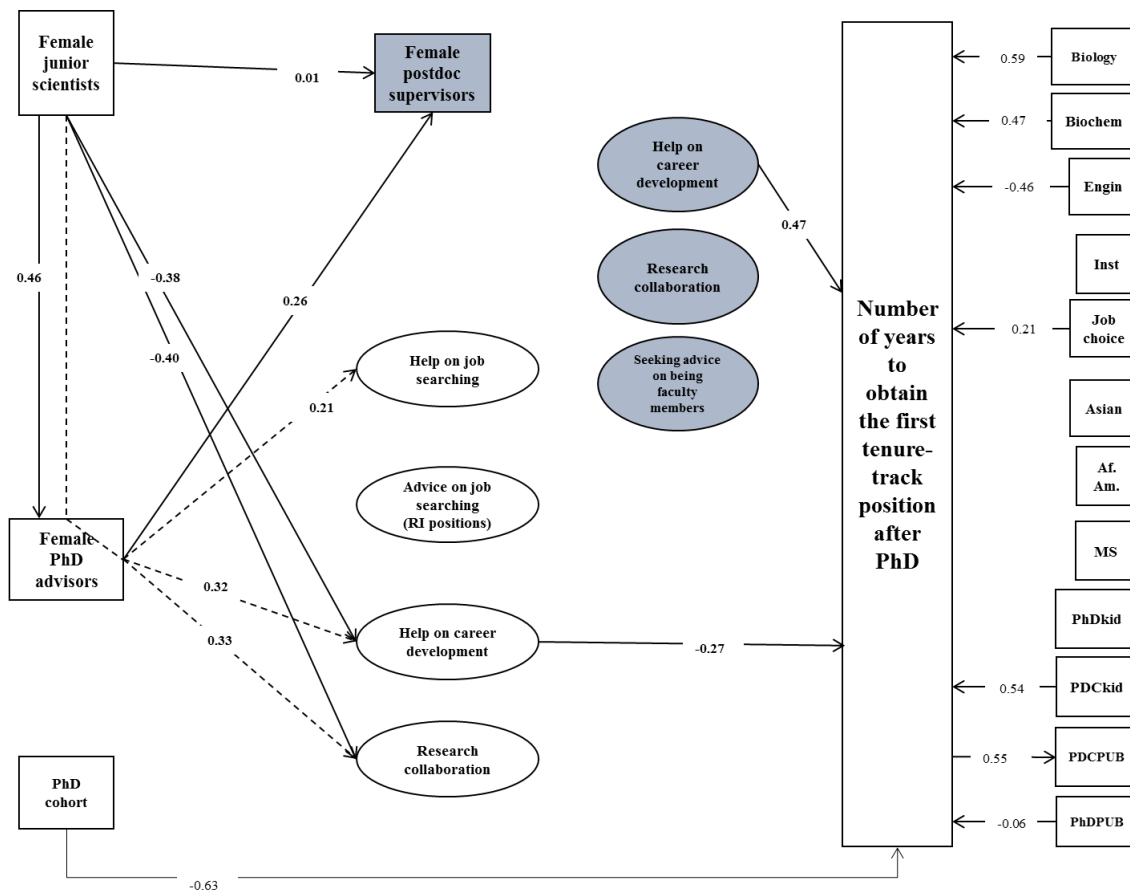 Female
junior
scientists
0.01
Female
postdoc
supervisors
0.46
-0.38
-0.40
0.26
0.21
0.32
0.33
Female
PhD
advisors
PhD
cohort
-0.63
Help on job
searching
Advice on job
searching
(RI positions)
Help on career
development
Research
collaboration
-0.27
Help on
career
development
0.47
Research
collaboration
Seeking advice
on being
faculty
members
Number
of years
to
obtain
the first
tenure-
track
position
after
PhD
0.59
Biology
0.47
Biochem
-0.46
Engin
Inst
0.21
Job
choice
Asian
Af.
Am.
MS
PhDkid
0.54
PDCkid
0.55
PDCPUB
-0.06
PhDPUB